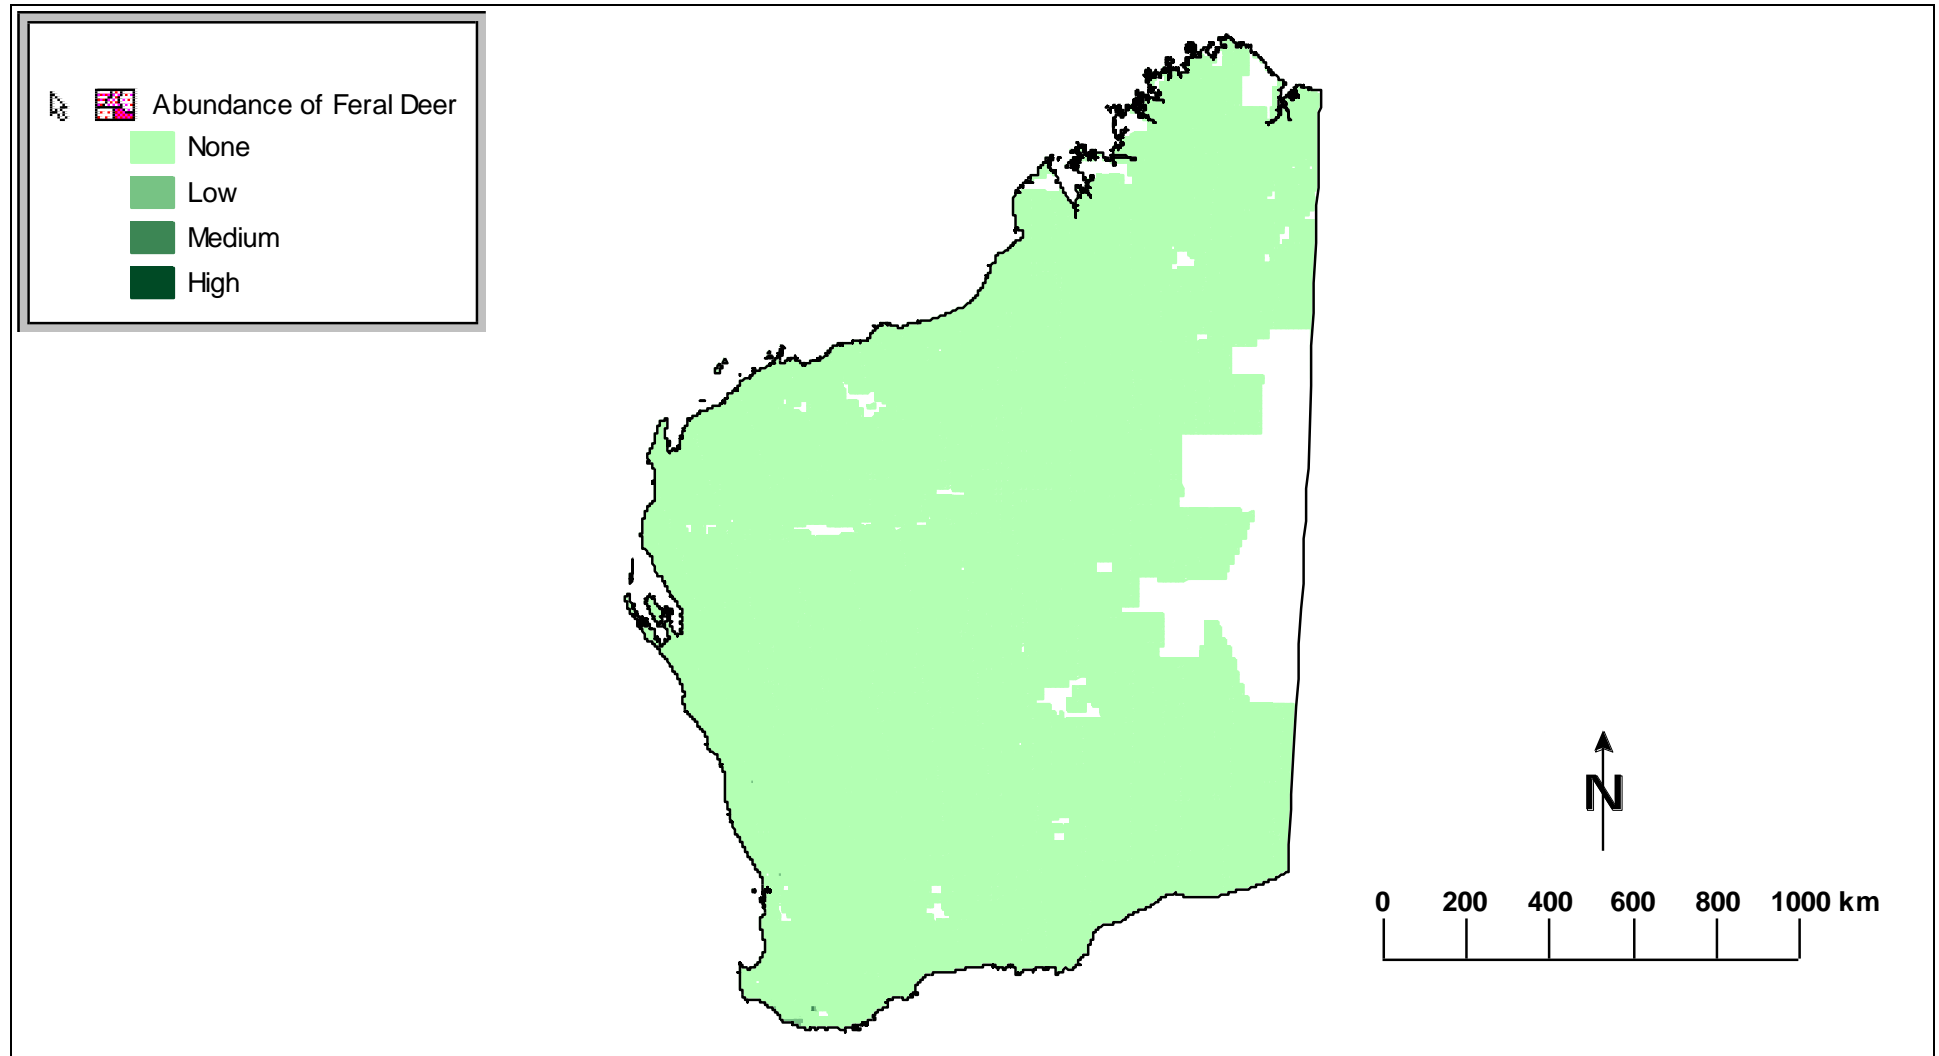 Abundance of Feral Deer
None
Low
Medium
High
N
0 200 400 600 800 1000 km